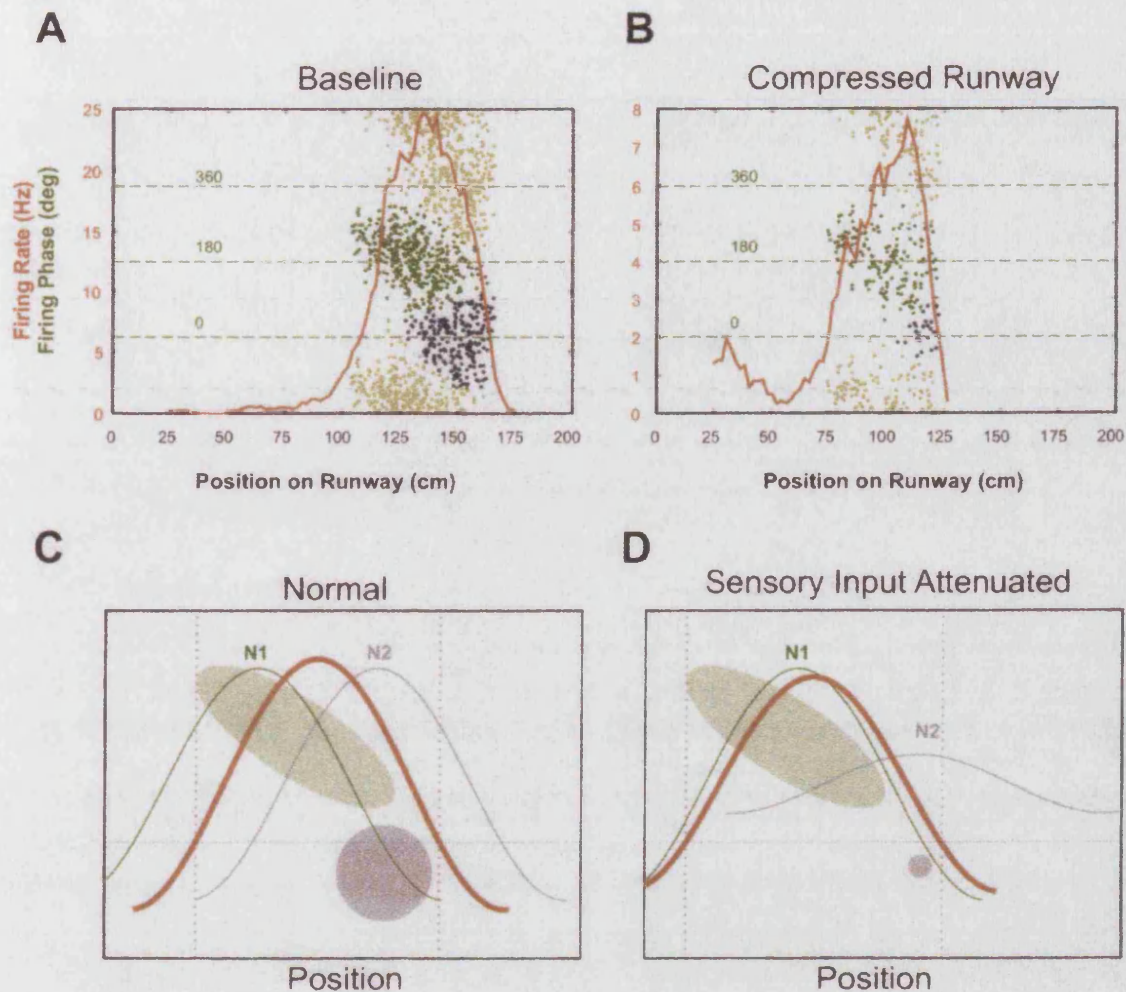 A
B
Baseline
Compressed Runway
Firing Rate (Hz)
Firing Phase (deg)
25
20
15
10
5
0
360
180
0
0
25
50
75
100
125
150
175
200
Position on Runway (cm)
8
7
6
5
4
3
2
1
0
360
180
0
0
25
50
75
100
125
150
175
200
Position on Runway (cm)
C
D
Normal
Sensory Input Attenuated
N1
N2
N1
N2
Position
Position